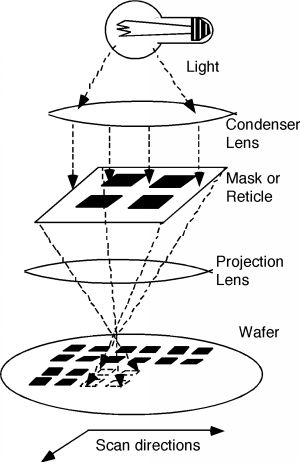 Light
Condenser
Lens
Mask or
Reticle
Projection
Lens
Wafer
Scan directions